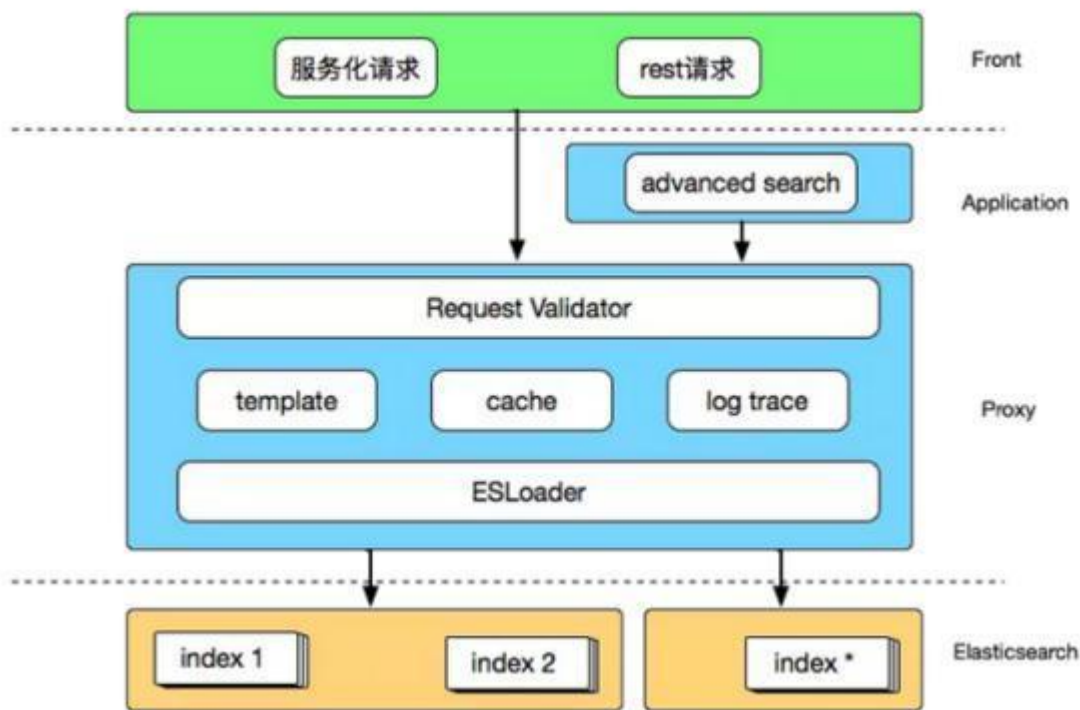 服务化请求
rest请求
Front
advanced search
Application
Request Validator
template
cache
log trace
Proxy
ESLoader
index 1
index 2
index *
Elasticsearch